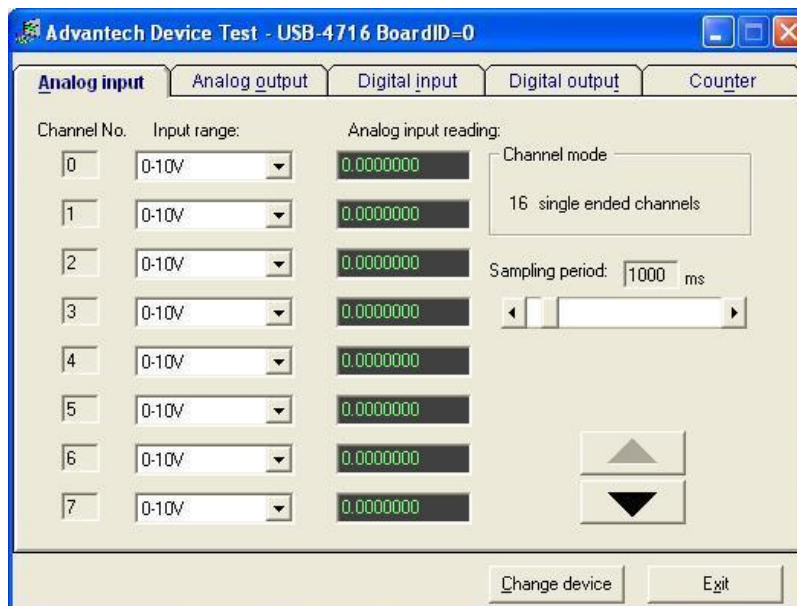 Advantech Device Test - USB-4716 BoardID=0
Analog input Analog output Digital input Digital output Counter
Channel No. Input range: Analog input reading:
0 0-10V 0.0000000
1 0-10V 0.0000000
2 0-10V 0.0000000
3 0-10V 0.0000000
4 0-10V 0.0000000
5 0-10V 0.0000000
6 0-10V 0.0000000
7 0-10V 0.0000000
Channel mode
16 single ended channels
Sampling period: 1000 ms
Change device Exit